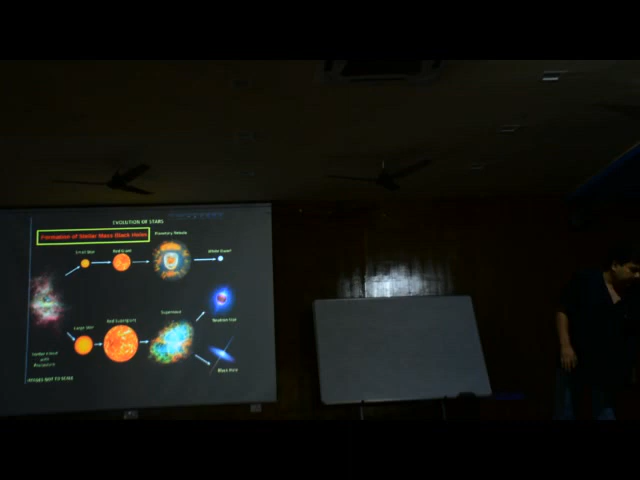 EVOLUTION OF STARS
Formation of Stellar Mass Black Holes
Planetary Nebula
Small Star
Red Giant
White Dwarf
Large Star
Red Supergiant
Supernova
Neutron Star
Stellar Cloud
with
Protostars
Black Hole
IMAGES NOT TO SCALE